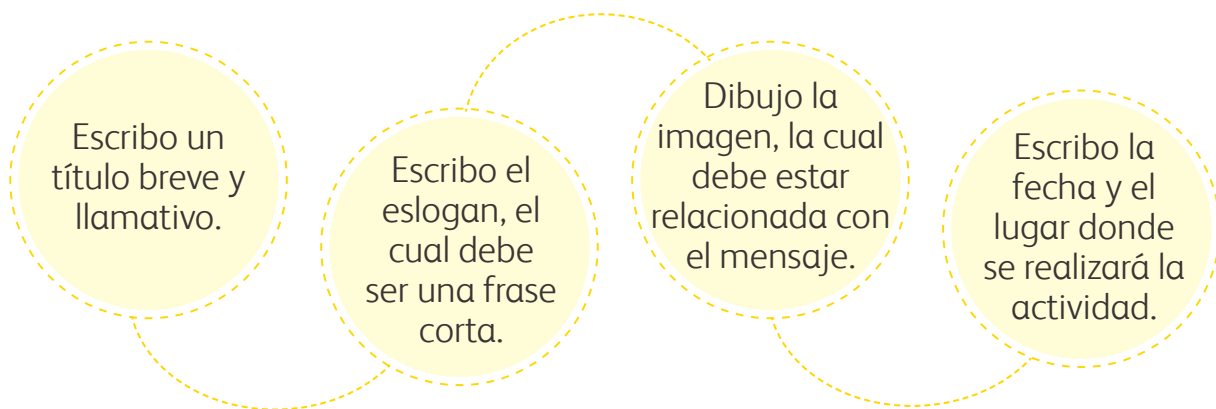 Escribo un
título breve y
llamativo.
Escribo el
eslogan, el
cual debe
ser una frase
corta.
Dibujo la
imagen, la cual
debe estar
relacionada con
el mensaje.
Escribo la
fecha y el
lugar donde
se realizará la
actividad.